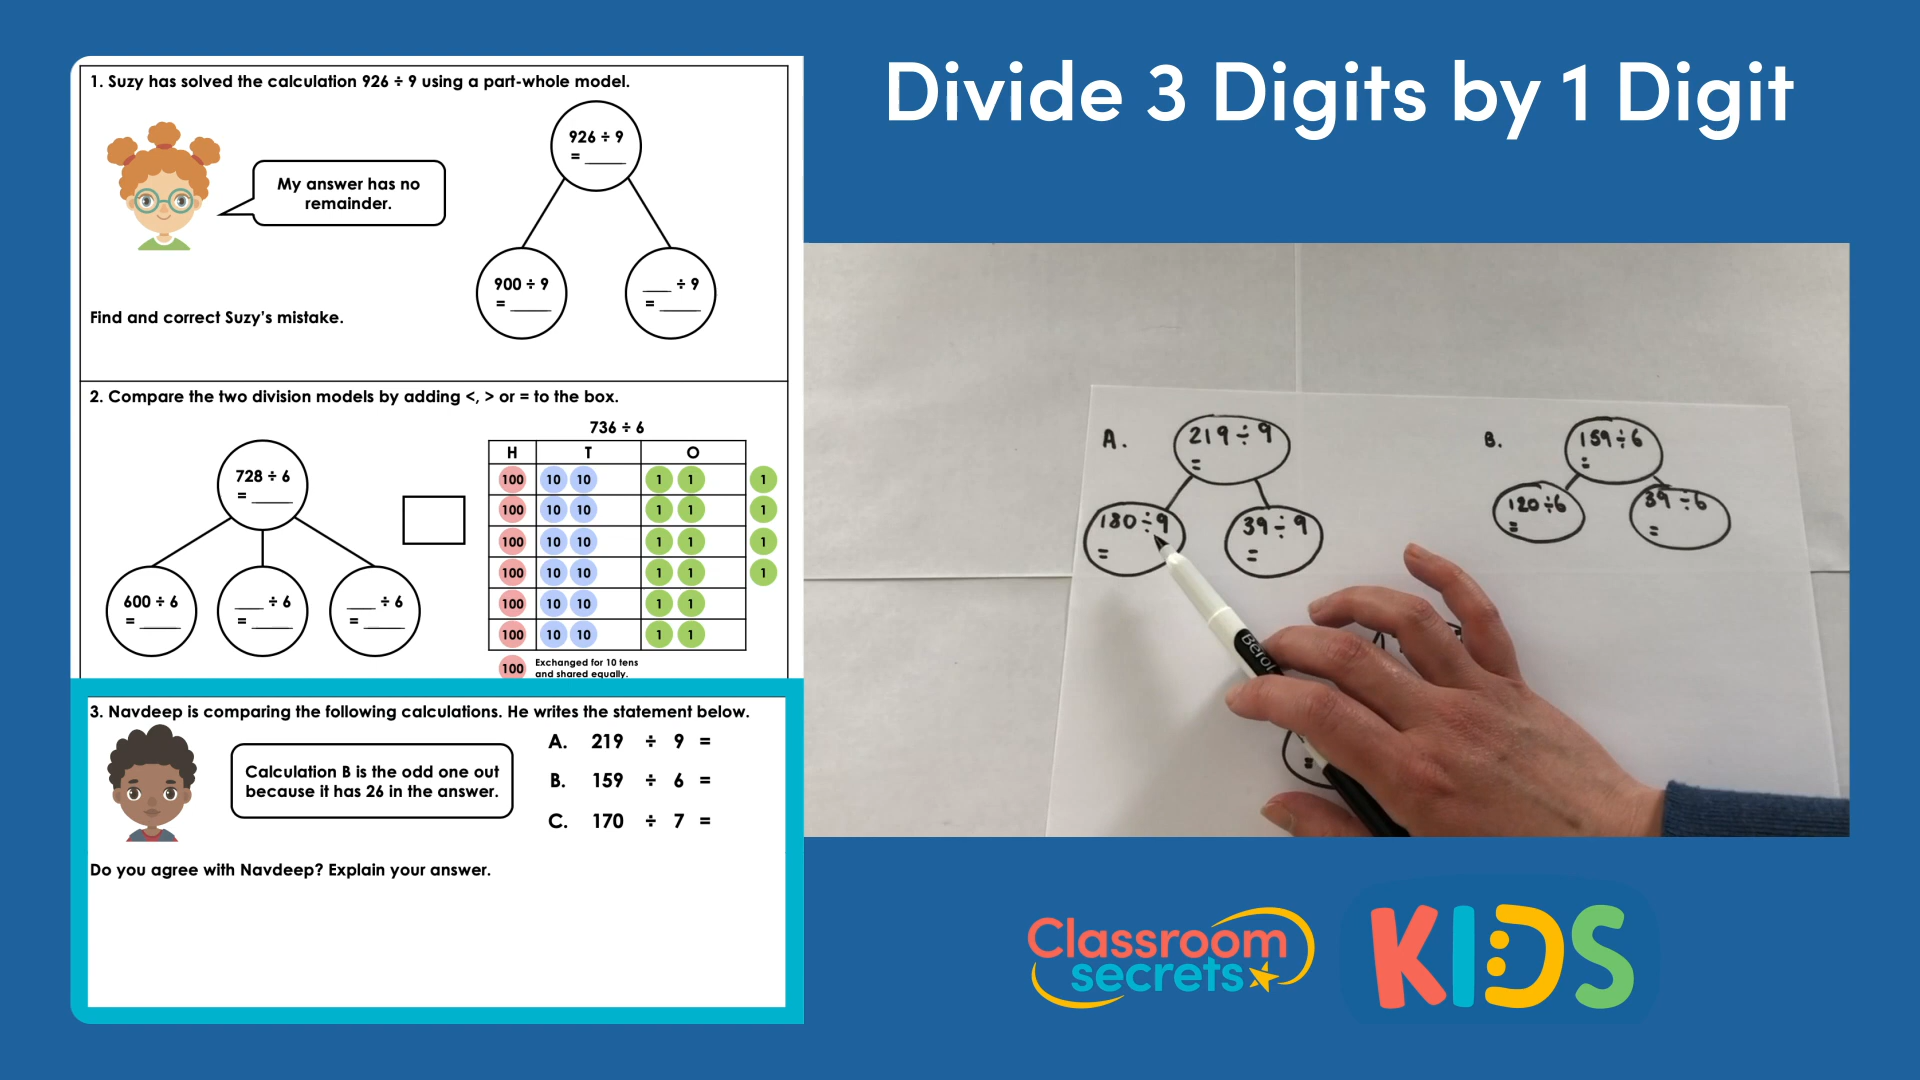 Divide 3 Digits by 1 Digit
1. Suzy has solved the calculation 926 ÷ 9 using a part-whole model.
926 ÷ 9
= ____
My answer has no
remainder.
900 ÷ 9
= ____
___ ÷ 9
= ____
Find and correct Suzy's mistake.
2. Compare the two division models by adding <, > or = to the box.
728 ÷ 6
= ____
600 ÷ 6
= ____
___ ÷ 6
= ____
___ ÷ 6
= ____
736 ÷ 6
H T O
100 10 10 1 1 1
100 10 10 1 1 1
100 10 10 1 1 1
100 10 10 1 1 1
100 10 10 1 1
100 10 10 1 1
100 Exchanged for 10 tens
and shared equally.
3. Navdeep is comparing the following calculations. He writes the statement below.
Calculation B is the odd one out
because it has 26 in the answer.
A. 219 ÷ 9 =
B. 159 ÷ 6 =
C. 170 ÷ 7 =
Do you agree with Navdeep? Explain your answer.
A.
219 ÷ 9
=
180 ÷ 9
=
39 ÷ 9
=
B.
159 ÷ 6
=
120 ÷ 6
=
39 ÷ 6
=
=
Berol
Classroom
secrets
KIDS